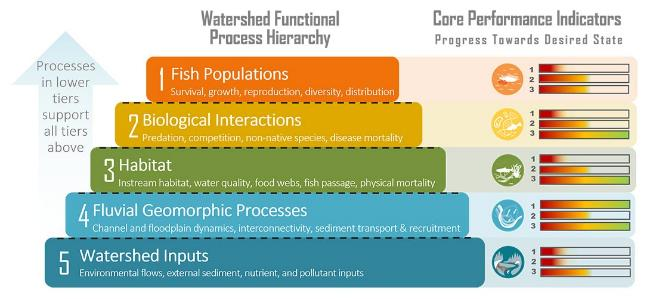 Watershed Functional
Process Hierarchy
Core Performance Indicators
Progress Towards Desired State
Processes
in lower
tiers
support
all tiers
above
1 Fish Populations
Survival, growth, reproduction, diversity, distribution
1
2
3
2 Biological Interactions
Predation, competition, non-native species, disease mortality
1
2
3
3 Habitat
Instream habitat, water quality, food webs, fish passage, physical mortality
1
2
3
4 Fluvial Geomorphic Processes
Channel and floodplain dynamics, interconnectivity, sediment transport & recruitment
1
2
3
5 Watershed Inputs
Environmental flows, external sediment, nutrient, and pollutant inputs
1
2
3